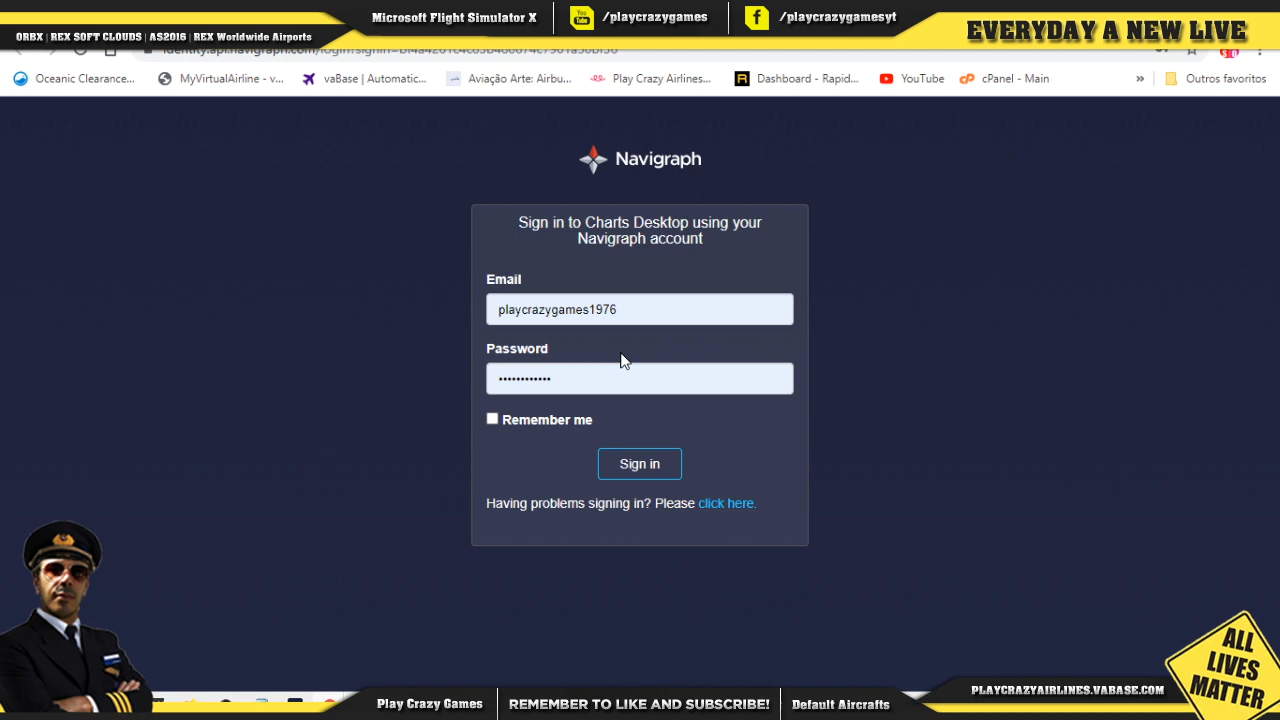 Microsoft Flight Simulator X
You Tube /playcrazygames
f /playcrazygamesyt
EVERYDAY A NEW LIVE
ORBX | REX SOFT CLOUDS | AS2016 | REX Worldwide Airports
Oceanic Clearance...
MyVirtualAirline - v...
vaBase | Automatic...
Aviação Arte: Airbu...
Play Crazy Airlines...
Dashboard - Rapid...
YouTube
cPanel - Main
»
Outros favoritos
Navigraph
Sign in to Charts Desktop using your
Navigraph account
Email
playcrazygames1976
Password
••••••••••••
Remember me
Sign in
Having problems signing in? Please click here.
ALL
LIVES
MATTER
PLAYCRAZYAIRLINES.VABASE.COM
Play Crazy Games
REMEMBER TO LIKE AND SUBSCRIBE!
Default Aircrafts